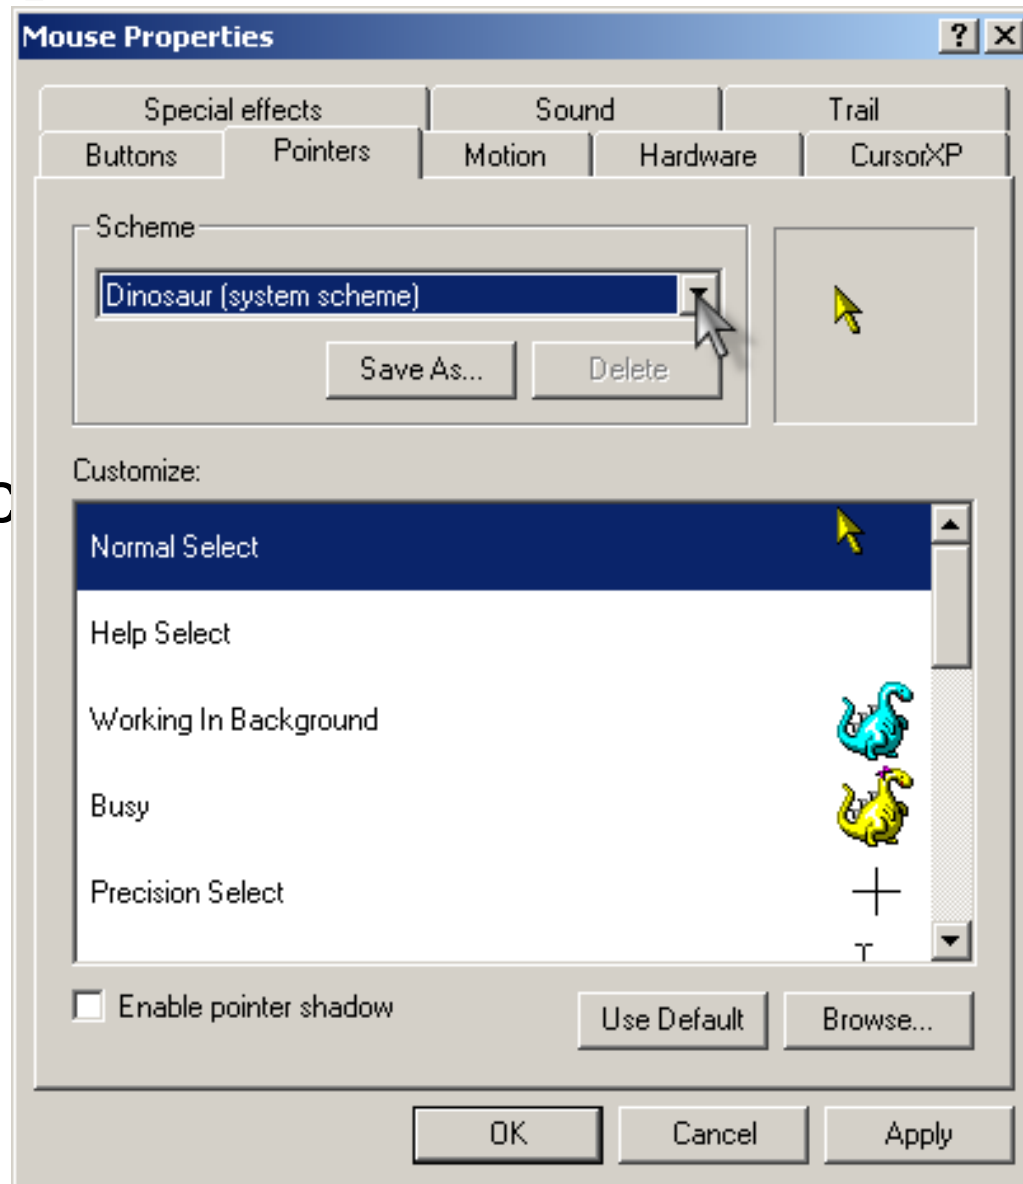 Mouse Properties
Special effects Sound Trail
Buttons Pointers Motion Hardware CursorXP
Scheme
Dinosaur (system scheme)
Save As... Delete
Customize:
Normal Select
Help Select
Working In Background
Busy
Precision Select
Enable pointer shadow
Use Default Browse...
OK Cancel Apply